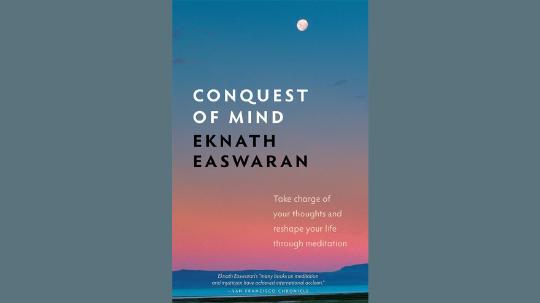 CONQUEST
OF MIND
EKNATH
EASWARAN
Take charge of
your thoughts and
reshape your life
through meditation
Eknath Easwaran's "many books on meditation
and mysticism have achieved international acclaim."
—SAN FRANCISCO CHRONICLE